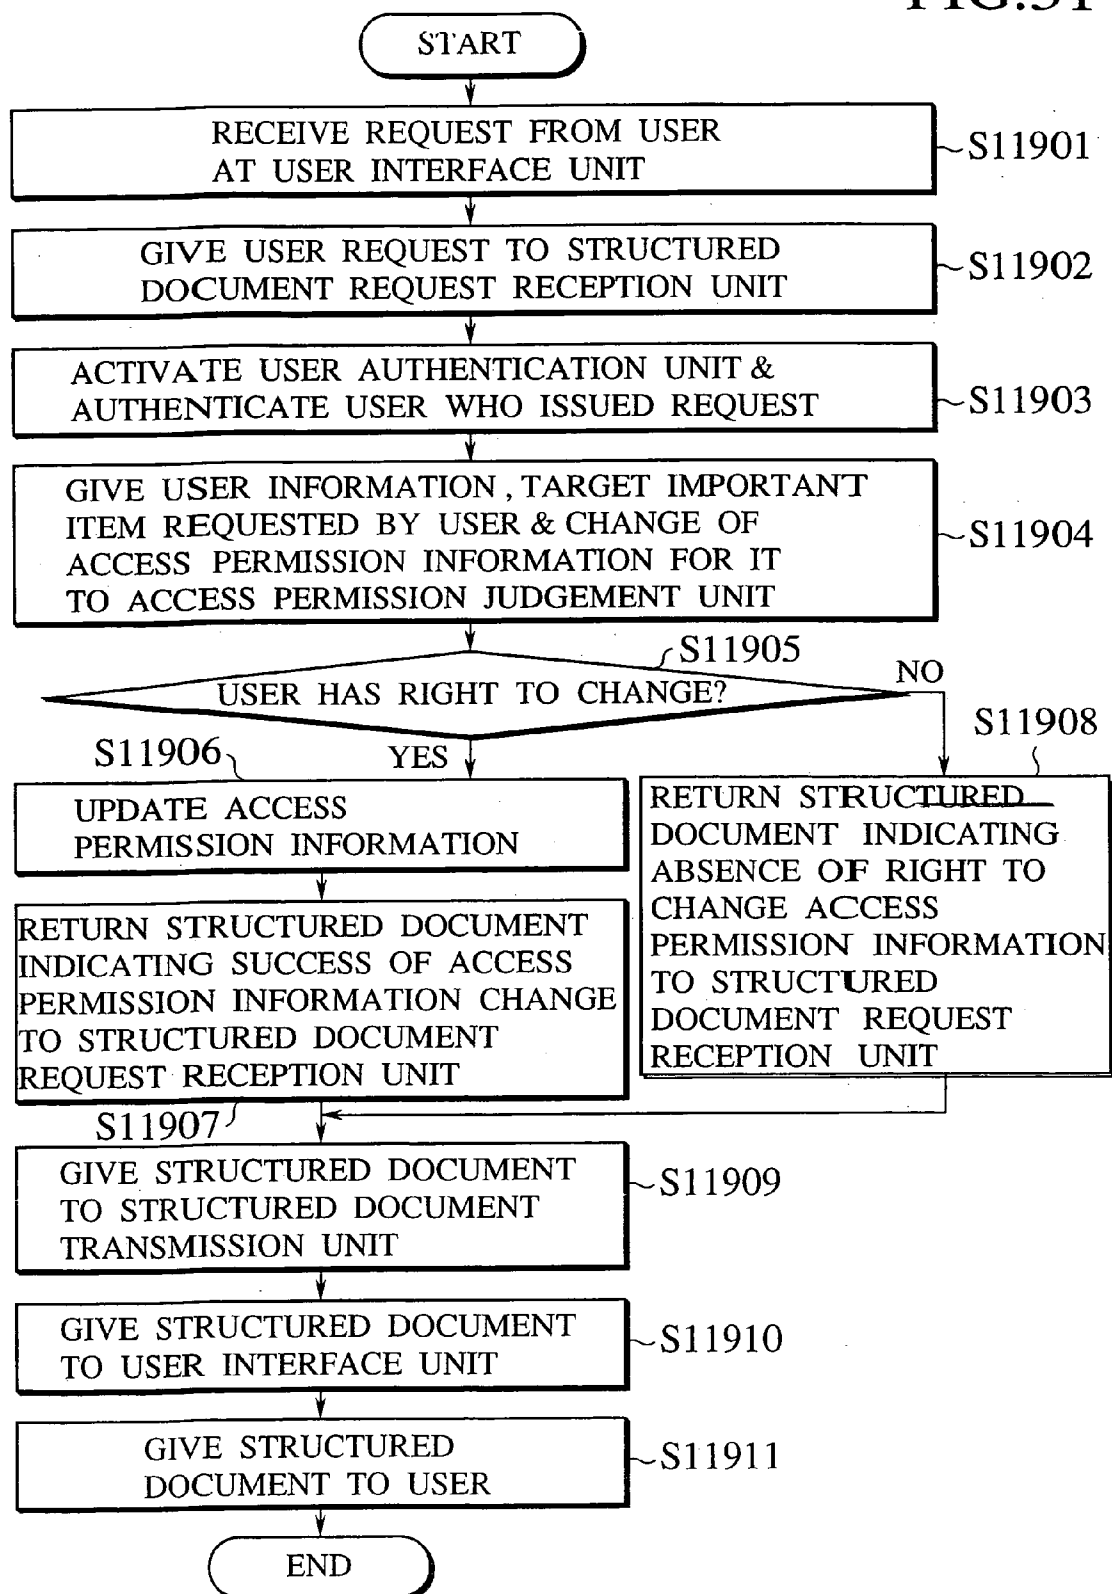 FIG.31
START
RECEIVE REQUEST FROM USER
AT USER INTERFACE UNIT
S11901
GIVE USER REQUEST TO STRUCTURED
DOCUMENT REQUEST RECEPTION UNIT
S11902
ACTIVATE USER AUTHENTICATION UNIT &
AUTHENTICATE USER WHO ISSUED REQUEST
S11903
GIVE USER INFORMATION, TARGET IMPORTANT
ITEM REQUESTED BY USER & CHANGE OF
ACCESS PERMISSION INFORMATION FOR IT
TO ACCESS PERMISSION JUDGEMENT UNIT
S11904
S11905
USER HAS RIGHT TO CHANGE?
NO
YES
S11906
UPDATE ACCESS
PERMISSION INFORMATION
S11908
RETURN STRUCTURED
DOCUMENT INDICATING
ABSENCE OF RIGHT TO
CHANGE ACCESS
PERMISSION INFORMATION
TO STRUCTURED
DOCUMENT REQUEST
RECEPTION UNIT
RETURN STRUCTURED DOCUMENT
INDICATING SUCCESS OF ACCESS
PERMISSION INFORMATION CHANGE
TO STRUCTURED DOCUMENT
REQUEST RECEPTION UNIT
S11907
GIVE STRUCTURED DOCUMENT
TO STRUCTURED DOCUMENT
TRANSMISSION UNIT
S11909
GIVE STRUCTURED DOCUMENT
TO USER INTERFACE UNIT
S11910
GIVE STRUCTURED
DOCUMENT TO USER
S11911
END